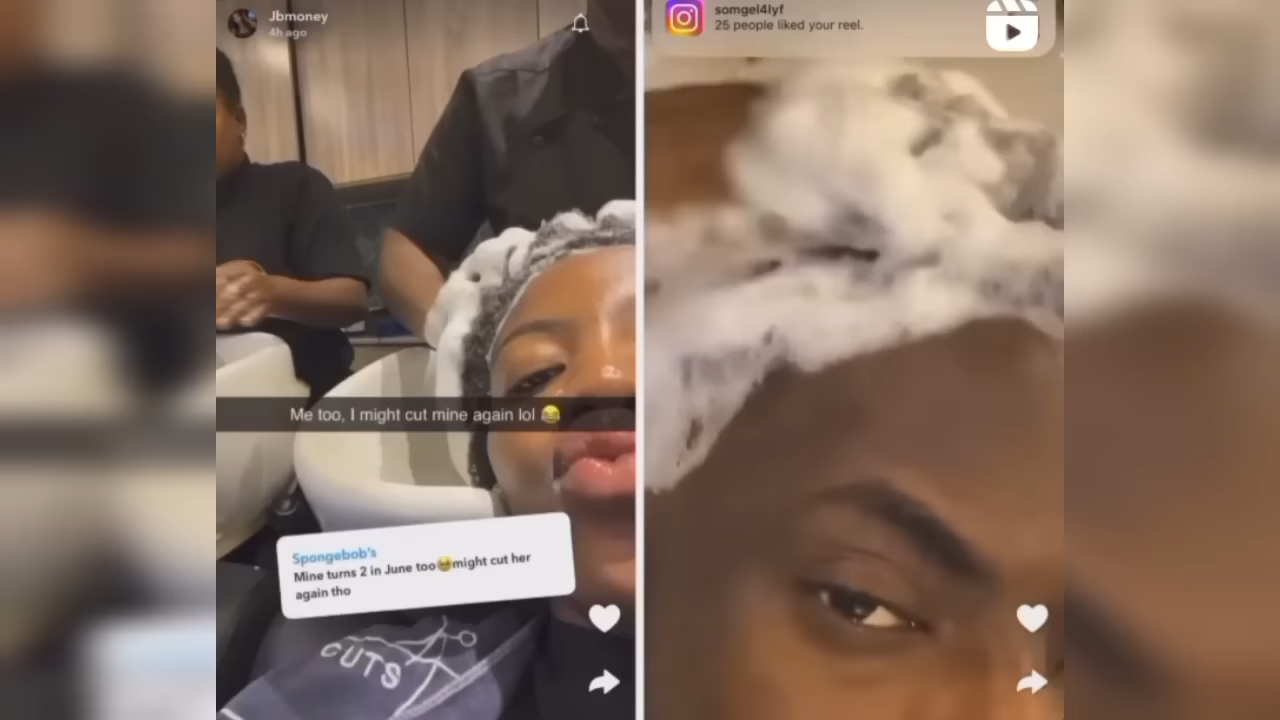 Jbmoney
4h ago
Me too, I might cut mine again lol 😂
Spongebob's
Mine turns 2 in June too🥹might cut her
again tho
CUTS
somgel4lyf
25 people liked your reel.